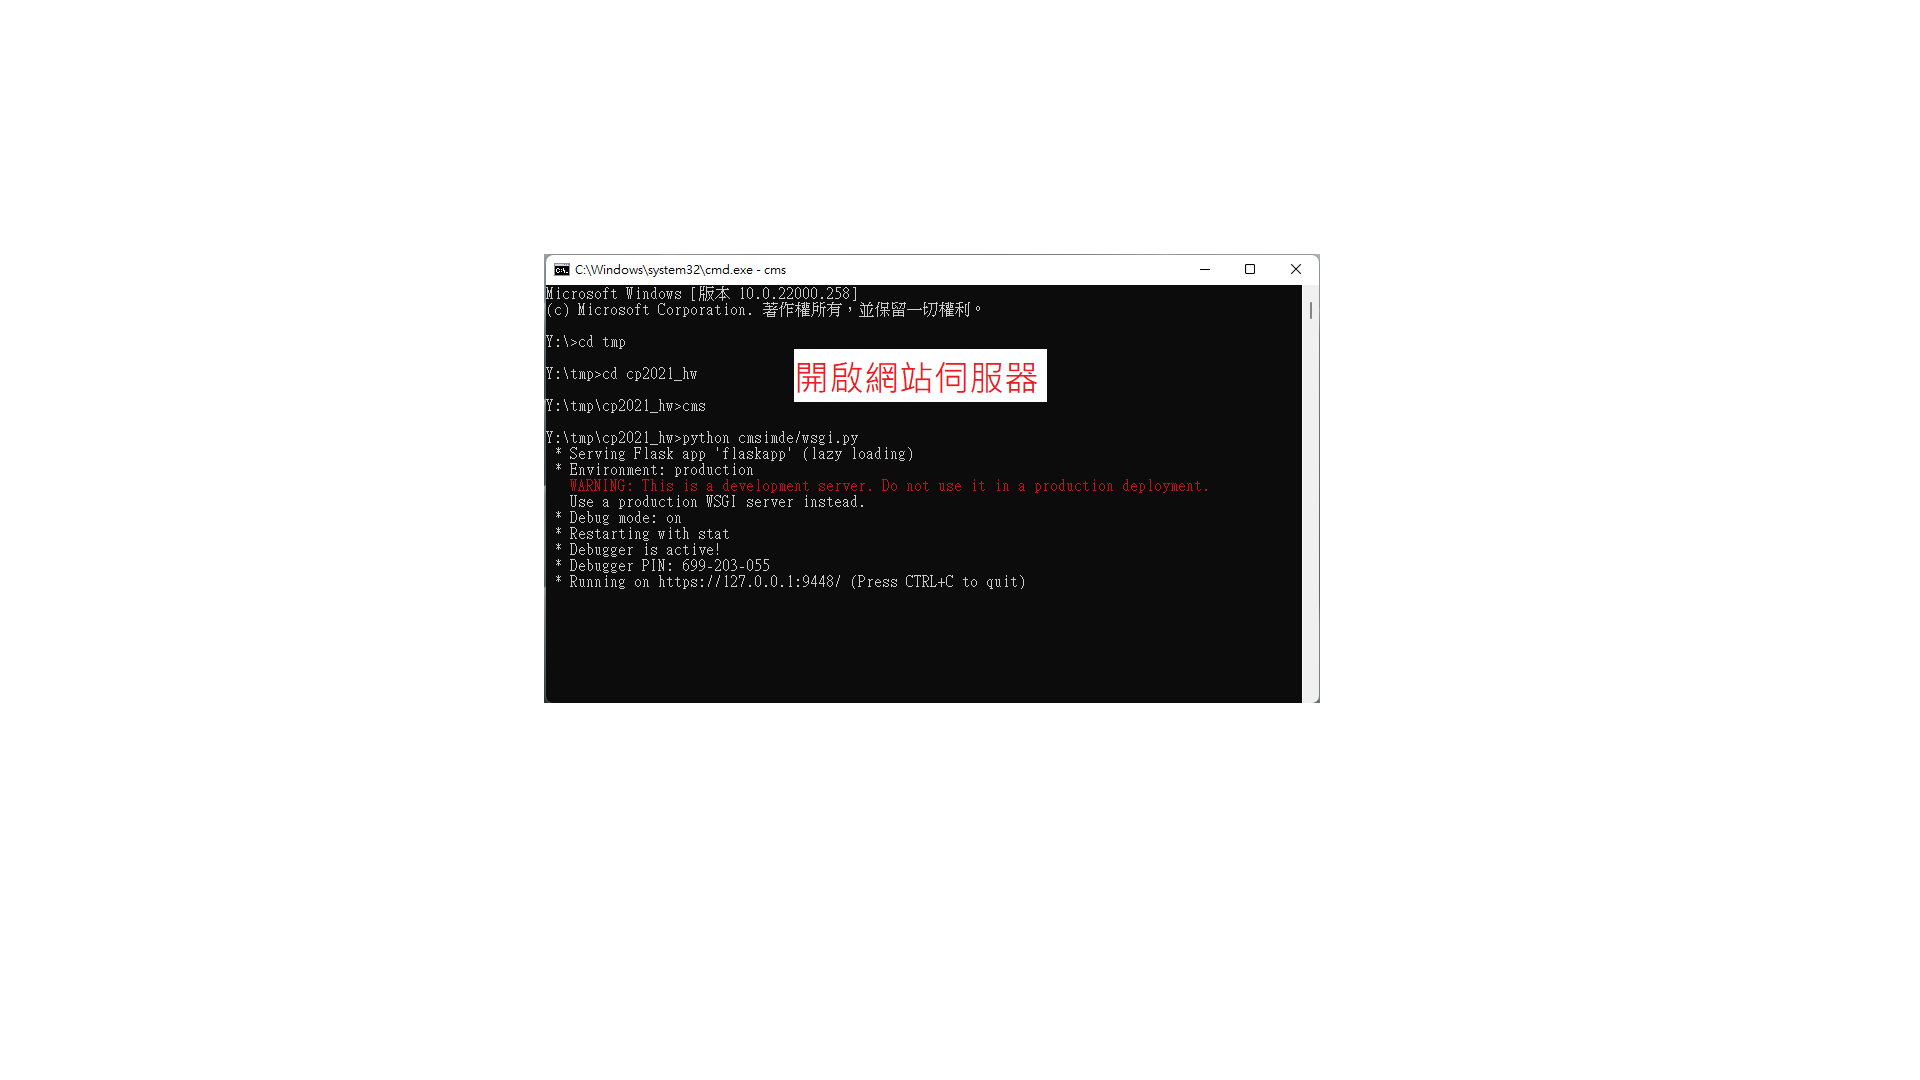 C:\Windows\system32\cmd.exe - cms
Microsoft Windows [版本 10.0.22000.258]
(c) Microsoft Corporation. 著作權所有，並保留一切權利。
Y:\>cd tmp
Y:\tmp>cd cp2021_hw
開啟網站伺服器
Y:\tmp\cp2021_hw>cms
Y:\tmp\cp2021_hw>python cmsimde/wsgi.py
* Serving Flask app 'flaskapp' (lazy loading)
* Environment: production
WARNING: This is a development server. Do not use it in a production deployment.
Use a production WSGI server instead.
* Debug mode: on
* Restarting with stat
* Debugger is active!
* Debugger PIN: 699-203-055
* Running on https://127.0.0.1:9448/ (Press CTRL+C to quit)